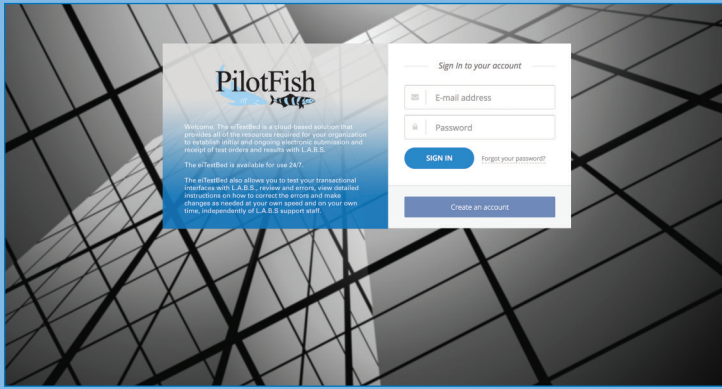 PilotFish
Welcome. The eiTestBed is a cloud-based solution that
provides all of the resources required for your organization
to establish initial and ongoing electronic submission and
receipt of test orders and results with L.A.B.S.
The eiTestBed is available for use 24/7.
The eiTestBed also allows you to test your transactional
interfaces with L.A.B.S., review and errors, view detailed
instructions on how to correct the errors and make
changes as needed at your own speed and on your own
time, independently of L.A.B.S support staff.
Sign In to your account
E-mail address
Password
SIGN IN
Forgot your password?
Create an account